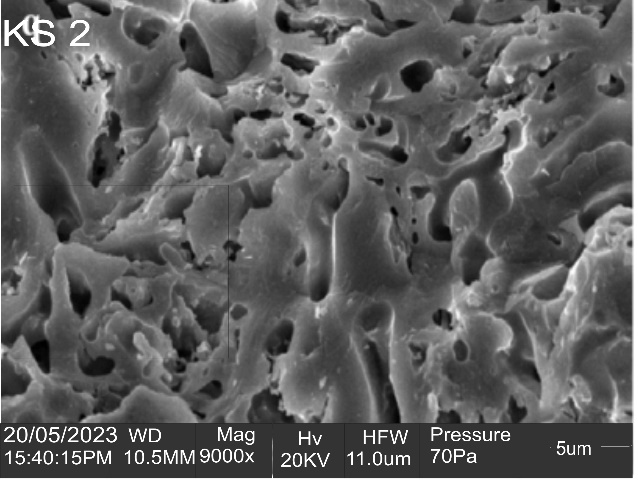 KS 2
20/05/2023 WD Mag Hv HFW Pressure 5um
15:40:15PM 10.5MM 9000x 20KV 11.0um 70Pa